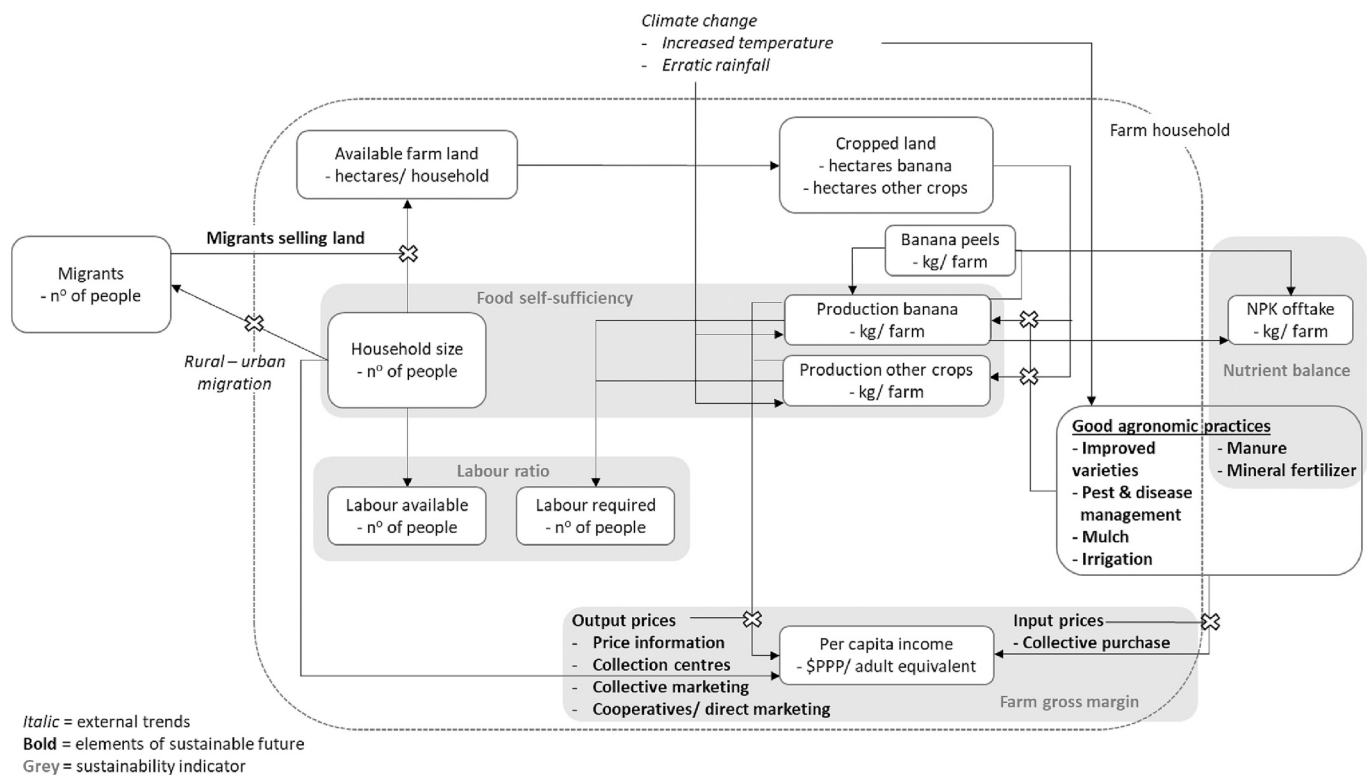 Climate change
- Increased temperature
- Erratic rainfall
Farm household
Available farm land
- hectares/ household
Cropped land
- hectares banana
- hectares other crops
Migrants selling land
Migrants
- nº of people
Banana peels
- kg/ farm
Food self-sufficiency
Production banana
- kg/ farm
NPK offtake
- kg/ farm
Rural – urban
migration
Household size
- nº of people
Production other crops
- kg/ farm
Nutrient balance
Good agronomic practices
- Improved
varieties
- Pest & disease
management
- Mulch
- Irrigation
- Manure
- Mineral fertilizer
Labour ratio
Labour available
- nº of people
Labour required
- nº of people
Output prices
- Price information
- Collection centres
- Collective marketing
- Cooperatives/ direct marketing
Per capita income
- $PPP/ adult equivalent
Input prices
- Collective purchase
Farm gross margin
Italic = external trends
Bold = elements of sustainable future
Grey = sustainability indicator